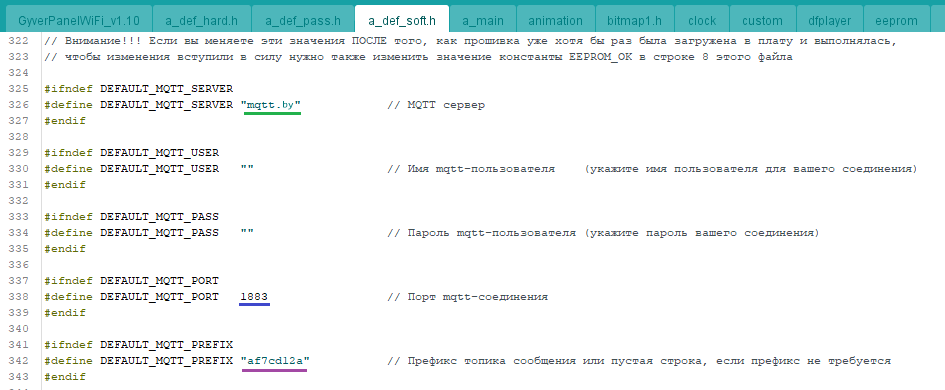 GyverPanelWiFi_v1.10 a_def_hard.h a_def_pass.h a_def_soft.h a_main animation bitmap1.h clock custom dfplayer eeprom
322 // Внимание!!! Если вы меняете эти значения ПОСЛЕ того, как прошивка уже хотя бы раз была загружена в плату и выполнялась,
323 // чтобы изменения вступили в силу нужно также изменить значение константы EEPROM_OK в строке 8 этого файла
324
325 #ifndef DEFAULT_MQTT_SERVER
326 #define DEFAULT_MQTT_SERVER "mqtt.by" // MQTT сервер
327 #endif
328
329 #ifndef DEFAULT_MQTT_USER
330 #define DEFAULT_MQTT_USER "" // Имя mqtt-пользователя (укажите имя пользователя для вашего соединения)
331 #endif
332
333 #ifndef DEFAULT_MQTT_PASS
334 #define DEFAULT_MQTT_PASS "" // Пароль mqtt-пользователя (укажите пароль вашего соединения)
335 #endif
336
337 #ifndef DEFAULT_MQTT_PORT
338 #define DEFAULT_MQTT_PORT 1883 // Порт mqtt-соединения
339 #endif
340
341 #ifndef DEFAULT_MQTT_PREFIX
342 #define DEFAULT_MQTT_PREFIX "af7cd12a" // Префикс топика сообщения или пустая строка, если префикс не требуется
343 #endif